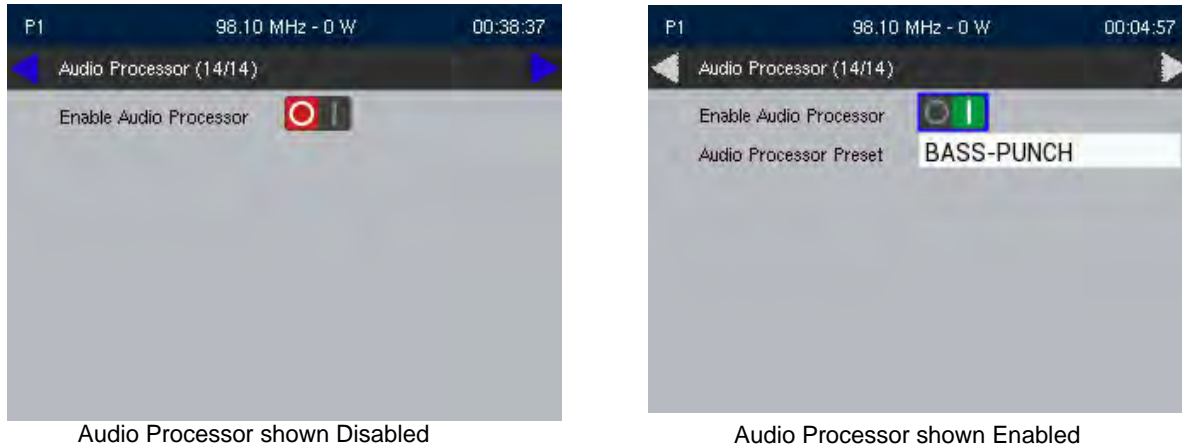 P1 98.10 MHz - 0 W 00:38:37
Audio Processor (14/14)
Enable Audio Processor
Audio Processor shown Disabled
P1 98.10 MHz - 0 W 00:04:57
Audio Processor (14/14)
Enable Audio Processor
Audio Processor Preset BASS-PUNCH
Audio Processor shown Enabled